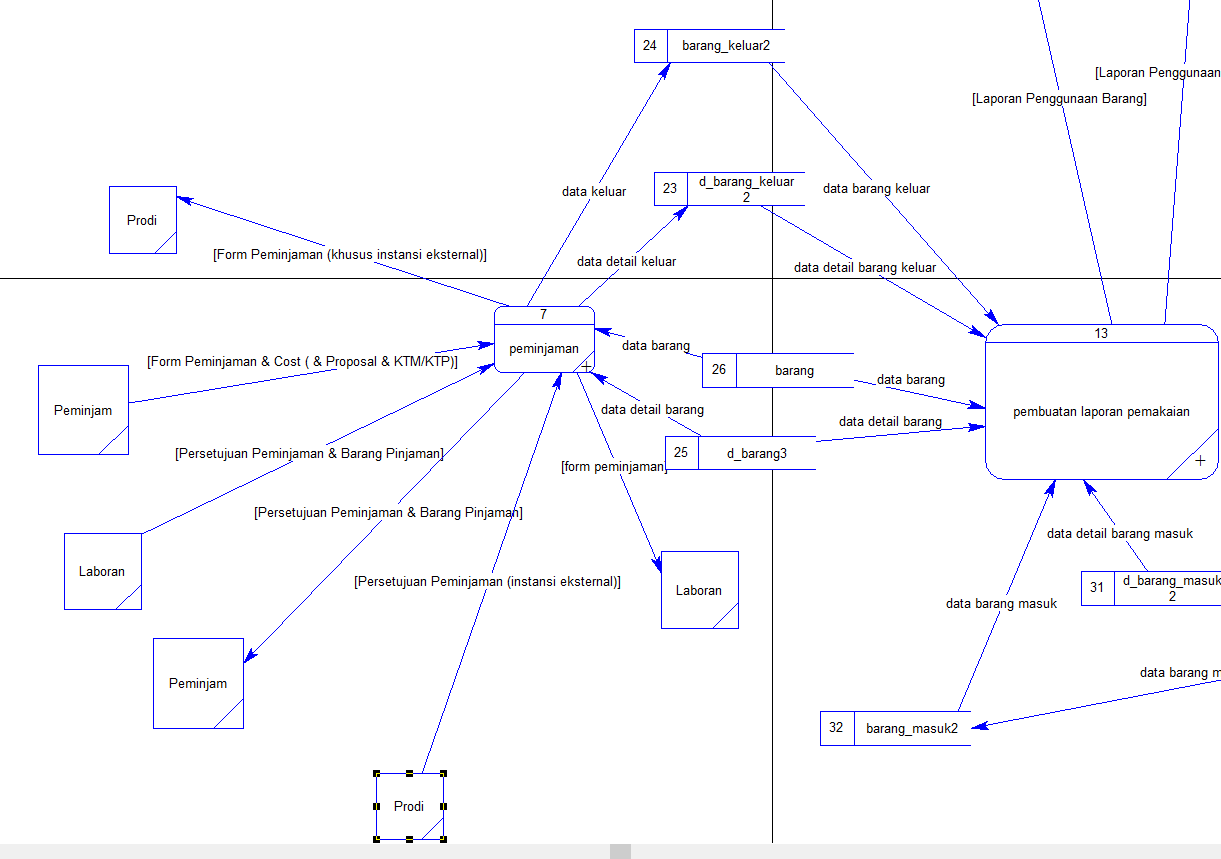 24 barang_keluar2
[Laporan Penggunaan
[Laporan Penggunaan Barang]
23 d_barang_keluar
2
data keluar
data barang keluar
Prodi
[Form Peminjaman (khusus instansi eksternal)]
data detail keluar
data detail barang keluar
7
peminjaman
13
pembuatan laporan pemakaian
data barang
[Form Peminjaman & Cost ( & Proposal & KTM/KTP)]
26 barang
data barang
Peminjam
data detail barang
data detail barang
[Persetujuan Peminjaman & Barang Pinjaman]
25 d_barang3
[form peminjaman]
[Persetujuan Peminjaman & Barang Pinjaman]
data detail barang masuk
Laboran
[Persetujuan Peminjaman (instansi eksternal)]
Laboran
31 d_barang_masuk
2
data barang masuk
Peminjam
data barang m
32 barang_masuk2
Prodi